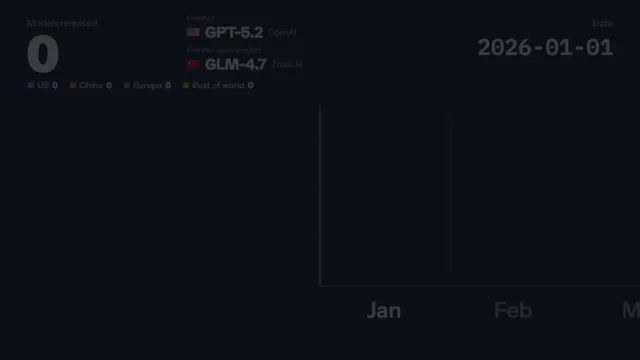 Models released
0
US 0 China 0 Europe 0 Rest of world 0
Frontier
GPT-5.2 OpenAI
Frontier open weights
GLM-4.7 Zhipu AI
Date
2026-01-01
Jan Feb M